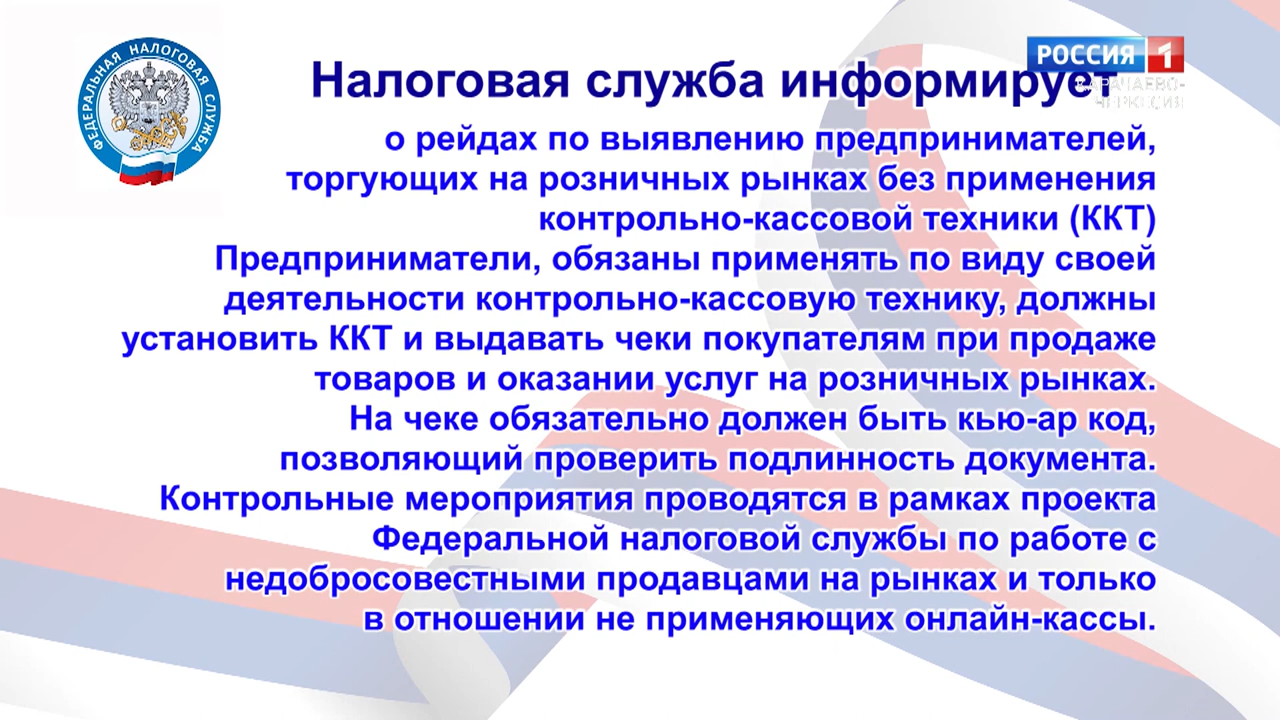 ФЕДЕРАЛЬНАЯ НАЛОГОВАЯ СЛУЖБА
РОССИЯ 1
КАРАЧАЕВО-
ЧЕРКЕСИЯ
Налоговая служба информирует
о рейдах по выявлению предпринимателей,
торгующих на розничных рынках без применения
контрольно-кассовой техники (ККТ)
Предприниматели, обязаны применять по виду своей
деятельности контрольно-кассовую технику, должны
установить ККТ и выдавать чеки покупателям при продаже
товаров и оказании услуг на розничных рынках.
На чеке обязательно должен быть кью-ар код,
позволяющий проверить подлинность документа.
Контрольные мероприятия проводятся в рамках проекта
Федеральной налоговой службы по работе с
недобросовестными продавцами на рынках и только
в отношении не применяющих онлайн-кассы.